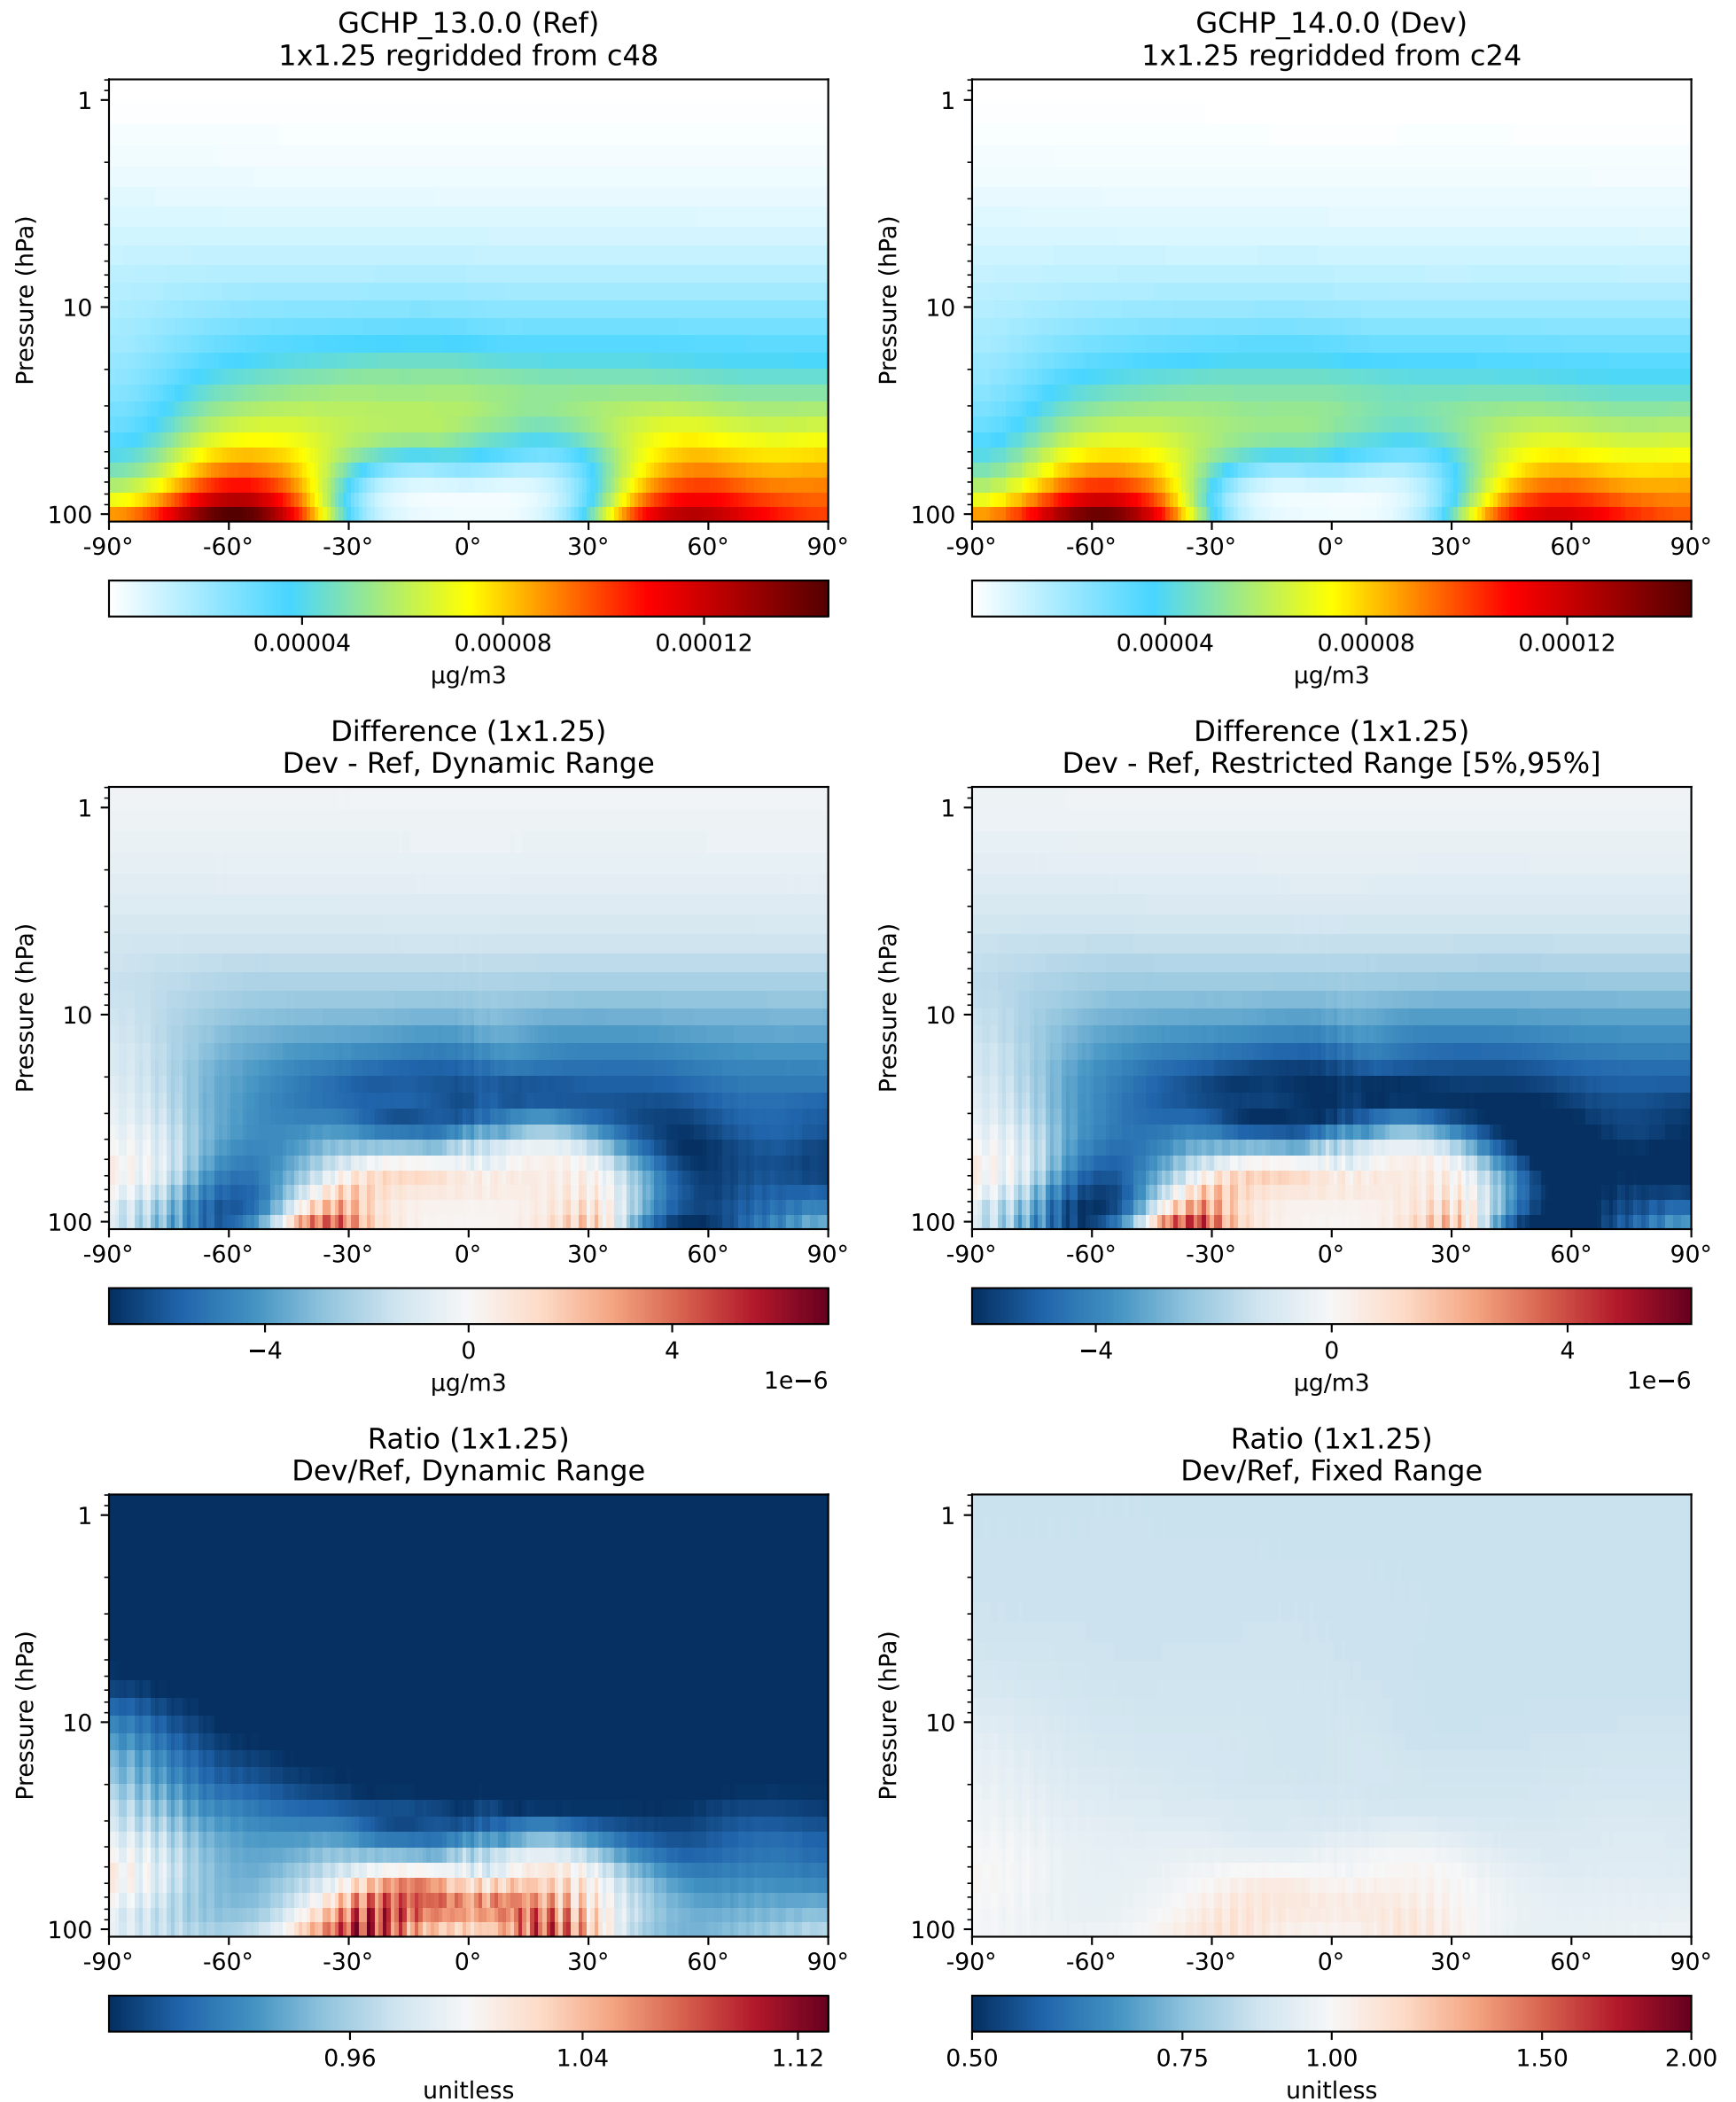 GCHP_13.0.0 (Ref)
1x1.25 regridded from c48
Pressure (hPa)
1
10
100
-90° -60° -30° 0° 30° 60° 90°
0.00004 0.00008 0.00012
µg/m3
GCHP_14.0.0 (Dev)
1x1.25 regridded from c24
Pressure (hPa)
1
10
100
-90° -60° -30° 0° 30° 60° 90°
0.00004 0.00008 0.00012
µg/m3
Difference (1x1.25)
Dev - Ref, Dynamic Range
Pressure (hPa)
1
10
100
-90° -60° -30° 0° 30° 60° 90°
−4 0 4
µg/m3 1e−6
Difference (1x1.25)
Dev - Ref, Restricted Range [5%,95%]
Pressure (hPa)
1
10
100
-90° -60° -30° 0° 30° 60° 90°
−4 0 4
µg/m3 1e−6
Ratio (1x1.25)
Dev/Ref, Dynamic Range
Pressure (hPa)
1
10
100
-90° -60° -30° 0° 30° 60° 90°
0.96 1.04 1.12
unitless
Ratio (1x1.25)
Dev/Ref, Fixed Range
Pressure (hPa)
1
10
100
-90° -60° -30° 0° 30° 60° 90°
0.50 0.75 1.00 1.50 2.00
unitless